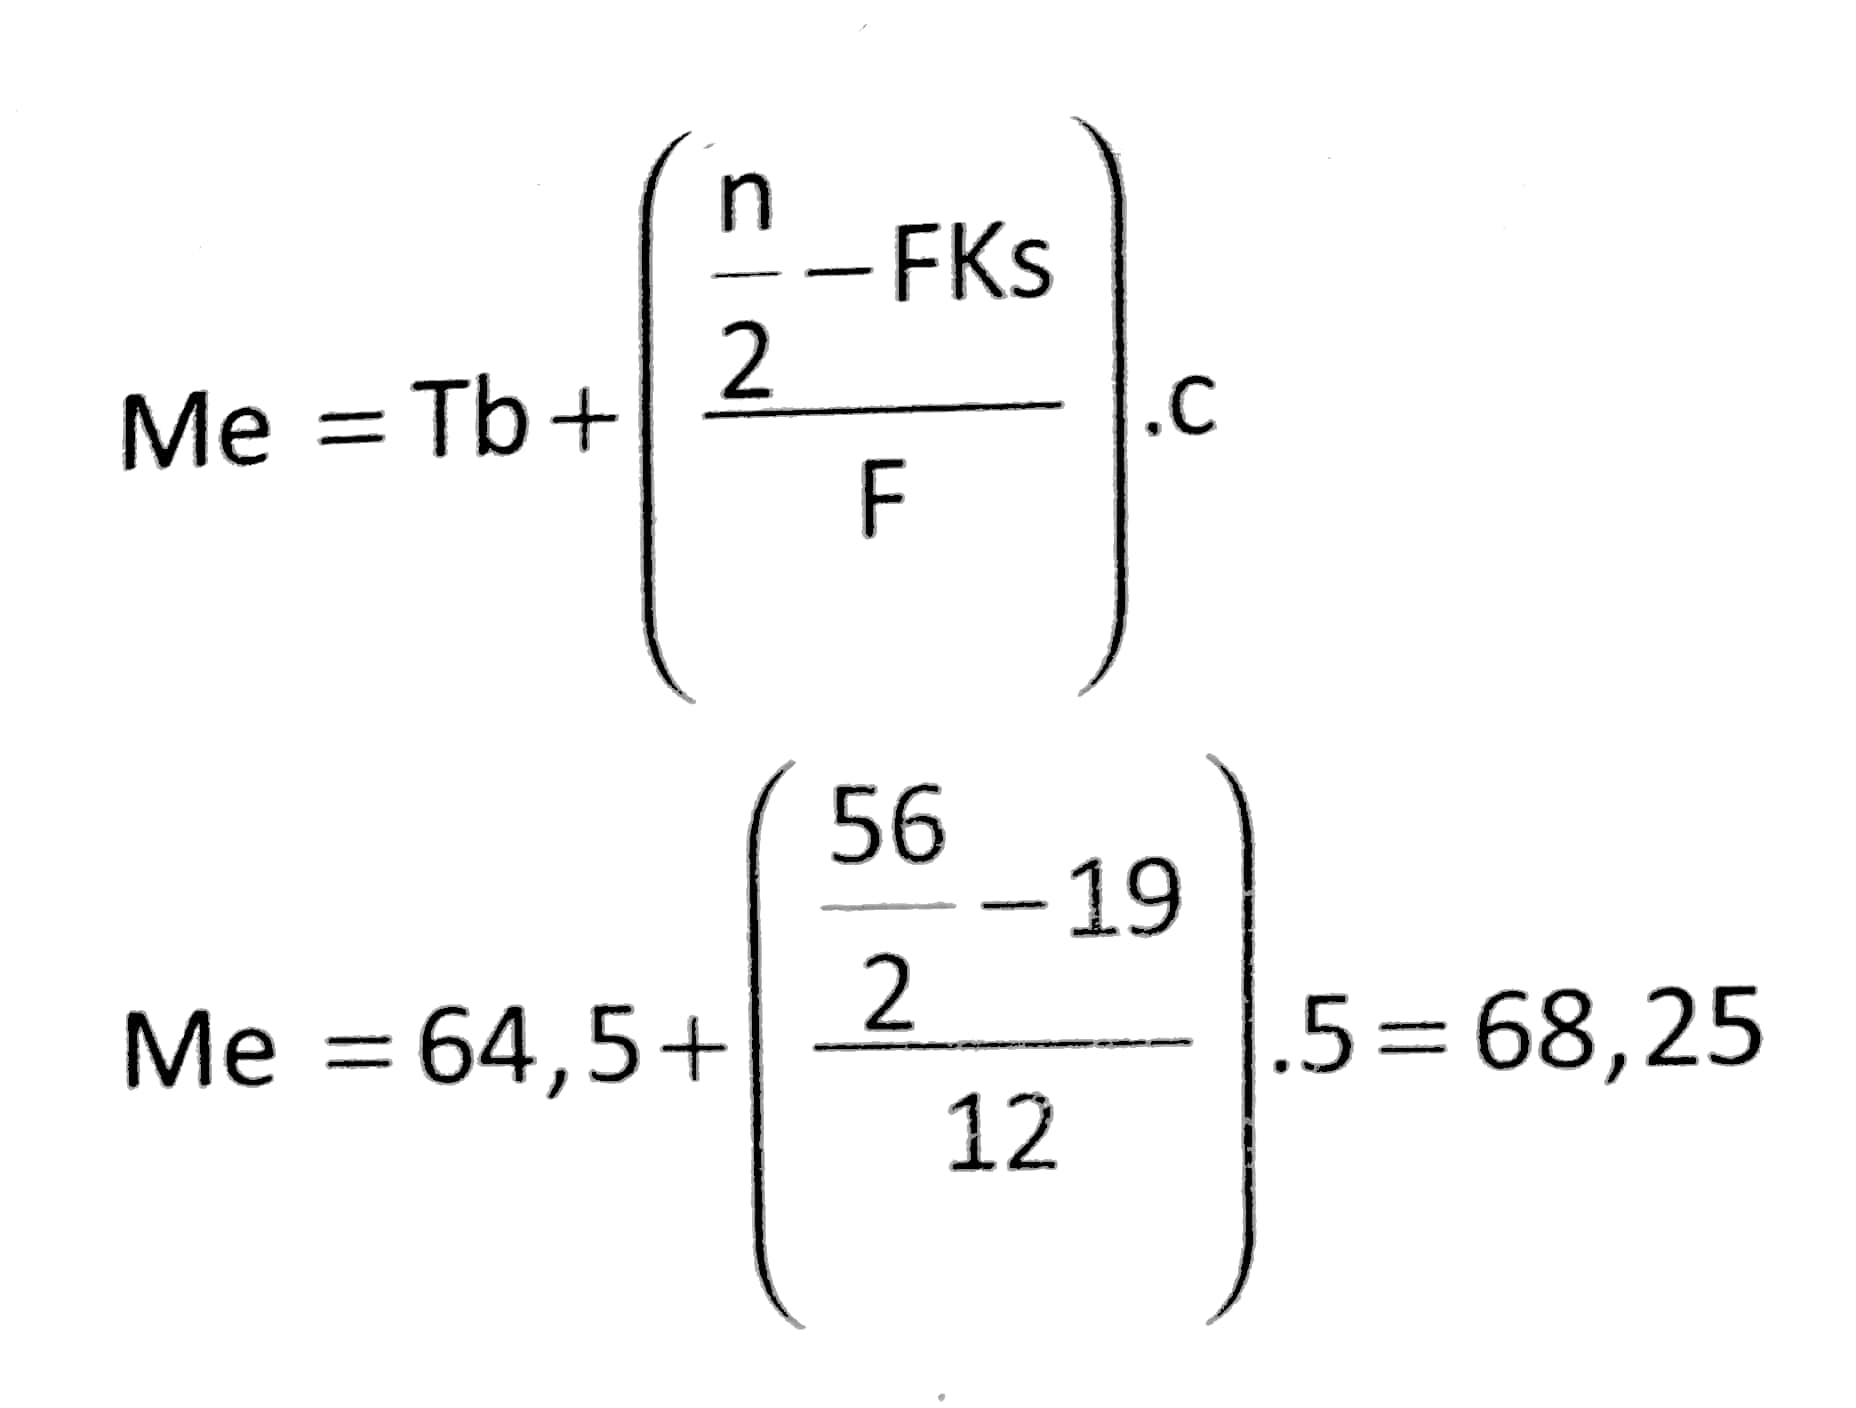 Me = Tb + ( (n/2 – FKs) / F ) .c
Me = 64,5 + ( (56/2 – 19) / 12 ) .5 = 68,25